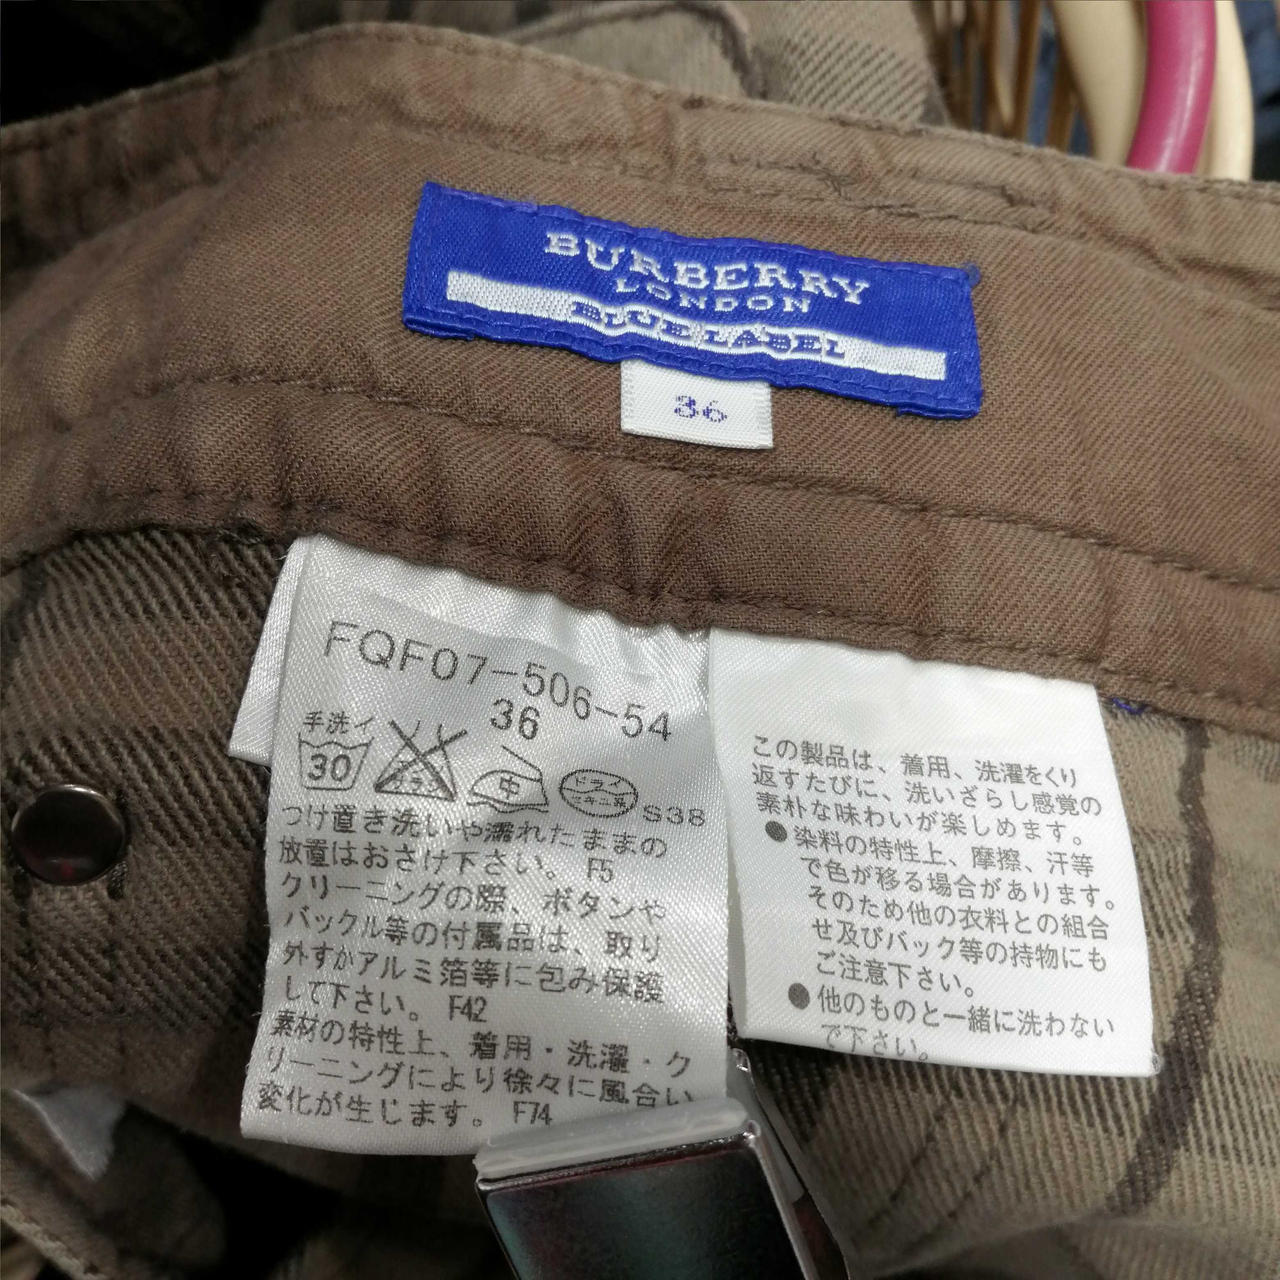 BURBERRY
LONDON
BLUE LABEL
36
FQF07-506-54
36
手洗イ
30
中
ドライ
S38
つけ置き洗いや濡れたままの
放置はおさけ下さい。 F5
クリーニングの際、ボタンや
バックル等の付属品は、取り
外すかアルミ箔等に包み保護
して下さい。 F42
素材の特性上、着用・洗濯・ク
リーニングにより徐々に風合い
変化が生じます。 F74
この製品は、着用、洗濯をくり
返すたびに、洗いざらし感覚の
素朴な味わいが楽しめます。
●染料の特性上、摩擦、汗等
で色が移る場合があります。
そのため他の衣料との組合
せ及びバック等の持物にも
ご注意下さい。
●他のものと一緒に洗わない
で下さい。